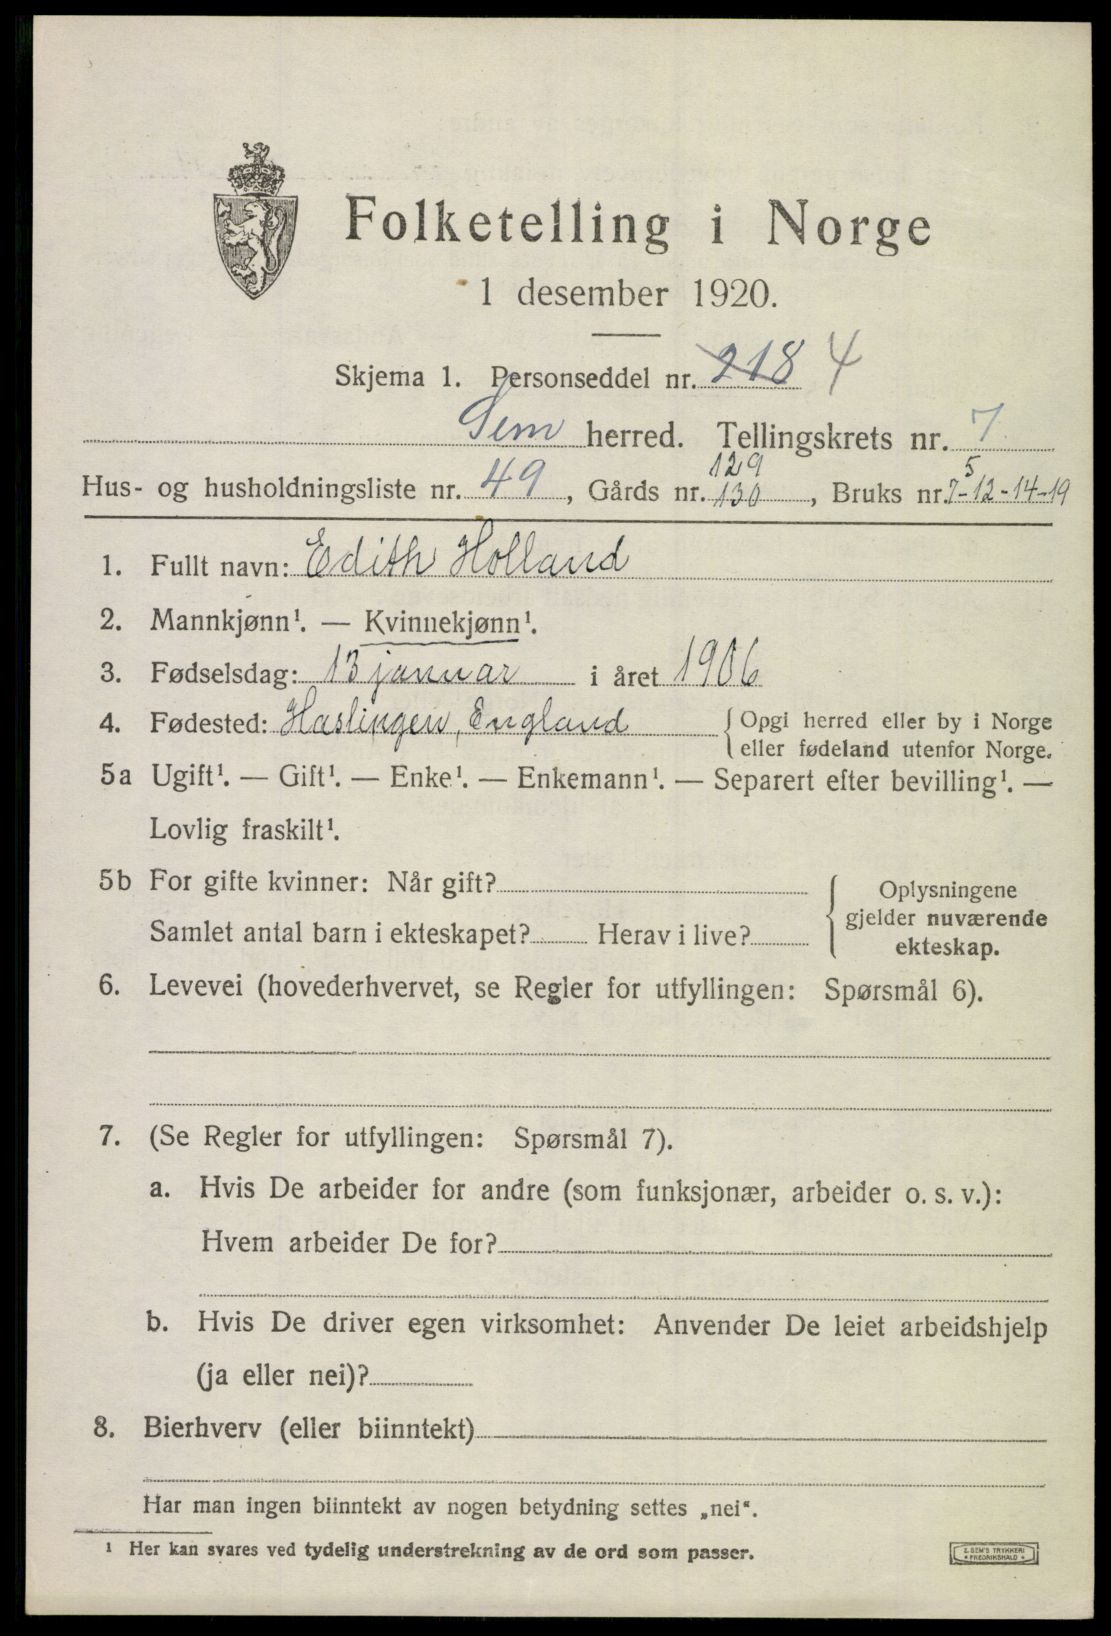 Folketelling i Norge
1 desember 1920.
Skjema 1. Personseddel nr. 218 4
Sem herred. Tellingskrets nr. 7
129 5
Hus- og husholdningsliste nr. 49, Gårds nr. 130, Bruks nr. 7-12-14-19
1. Fullt navn: Edith Holland
2. Mannkjønn¹. — Kvinnekjønn¹.
3. Fødselsdag: 13 januar i året 1906
4. Fødested: Haslingen, England { Opgi herred eller by i Norge
eller fødeland utenfor Norge.
5a Ugift¹. — Gift¹. — Enke¹. — Enkemann¹. — Separert efter bevilling¹. —
Lovlig fraskilt¹.
5b For gifte kvinner: Når gift?
Samlet antal barn i ekteskapet? Herav i live?
Oplysningene
gjelder nuværende
ekteskap.
6. Levevei (hovederhvervet, se Regler for utfyllingen: Spørsmål 6).
7. (Se Regler for utfyllingen: Spørsmål 7).
a. Hvis De arbeider for andre (som funksjonær, arbeider o. s. v.):
Hvem arbeider De for?
b. Hvis De driver egen virksomhet: Anvender De leiet arbeidshjelp
(ja eller nei)?
8. Bierhverv (eller biinntekt)
Har man ingen biinntekt av nogen betydning settes „nei“.
¹ Her kan svares ved tydelig understrekning av de ord som passer.
E. SEM'S TRYKKERI
FREDRIKSHALD